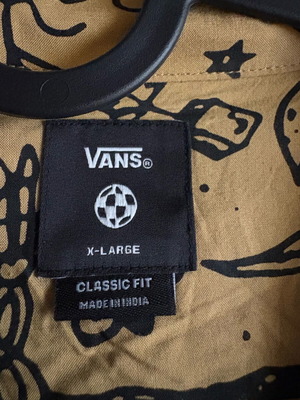 VANS®
X-LARGE
CLASSIC FIT
MADE IN INDIA